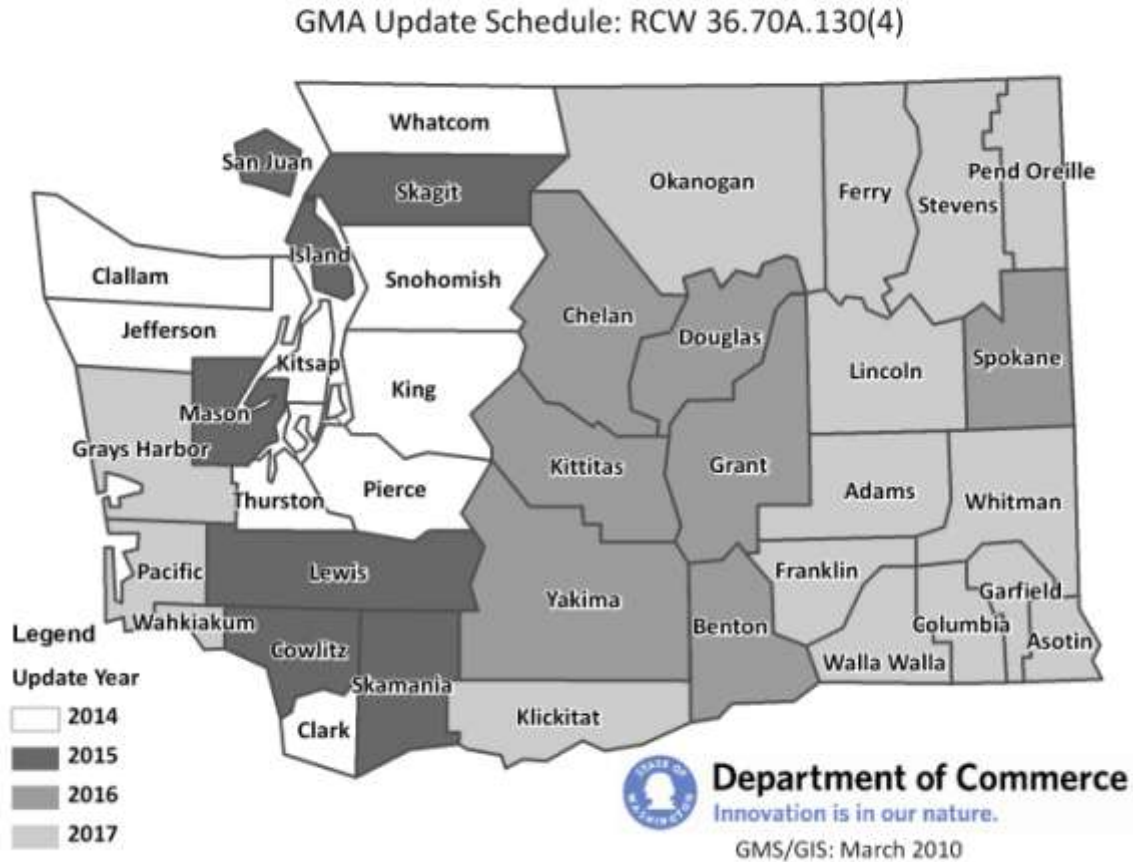 GMA Update Schedule: RCW 36.70A.130(4)
Whatcom
San Juan
Skagit
Okanogan
Ferry
Stevens
Pend Oreille
Island
Clallam
Snohomish
Jefferson
Chelan
Douglas
Kitsap
King
Lincoln
Spokane
Mason
Grays Harbor
Kittitas
Grant
Thurston
Pierce
Adams
Whitman
Pacific
Lewis
Yakima
Franklin
Garfield
Wahkiakum
Benton
Columbia
Asotin
Cowlitz
Skamania
Walla Walla
Clark
Klickitat
Legend
Update Year
2014
2015
2016
2017
STATE OF WASHINGTON
Department of Commerce
Innovation is in our nature.
GMS/GIS: March 2010